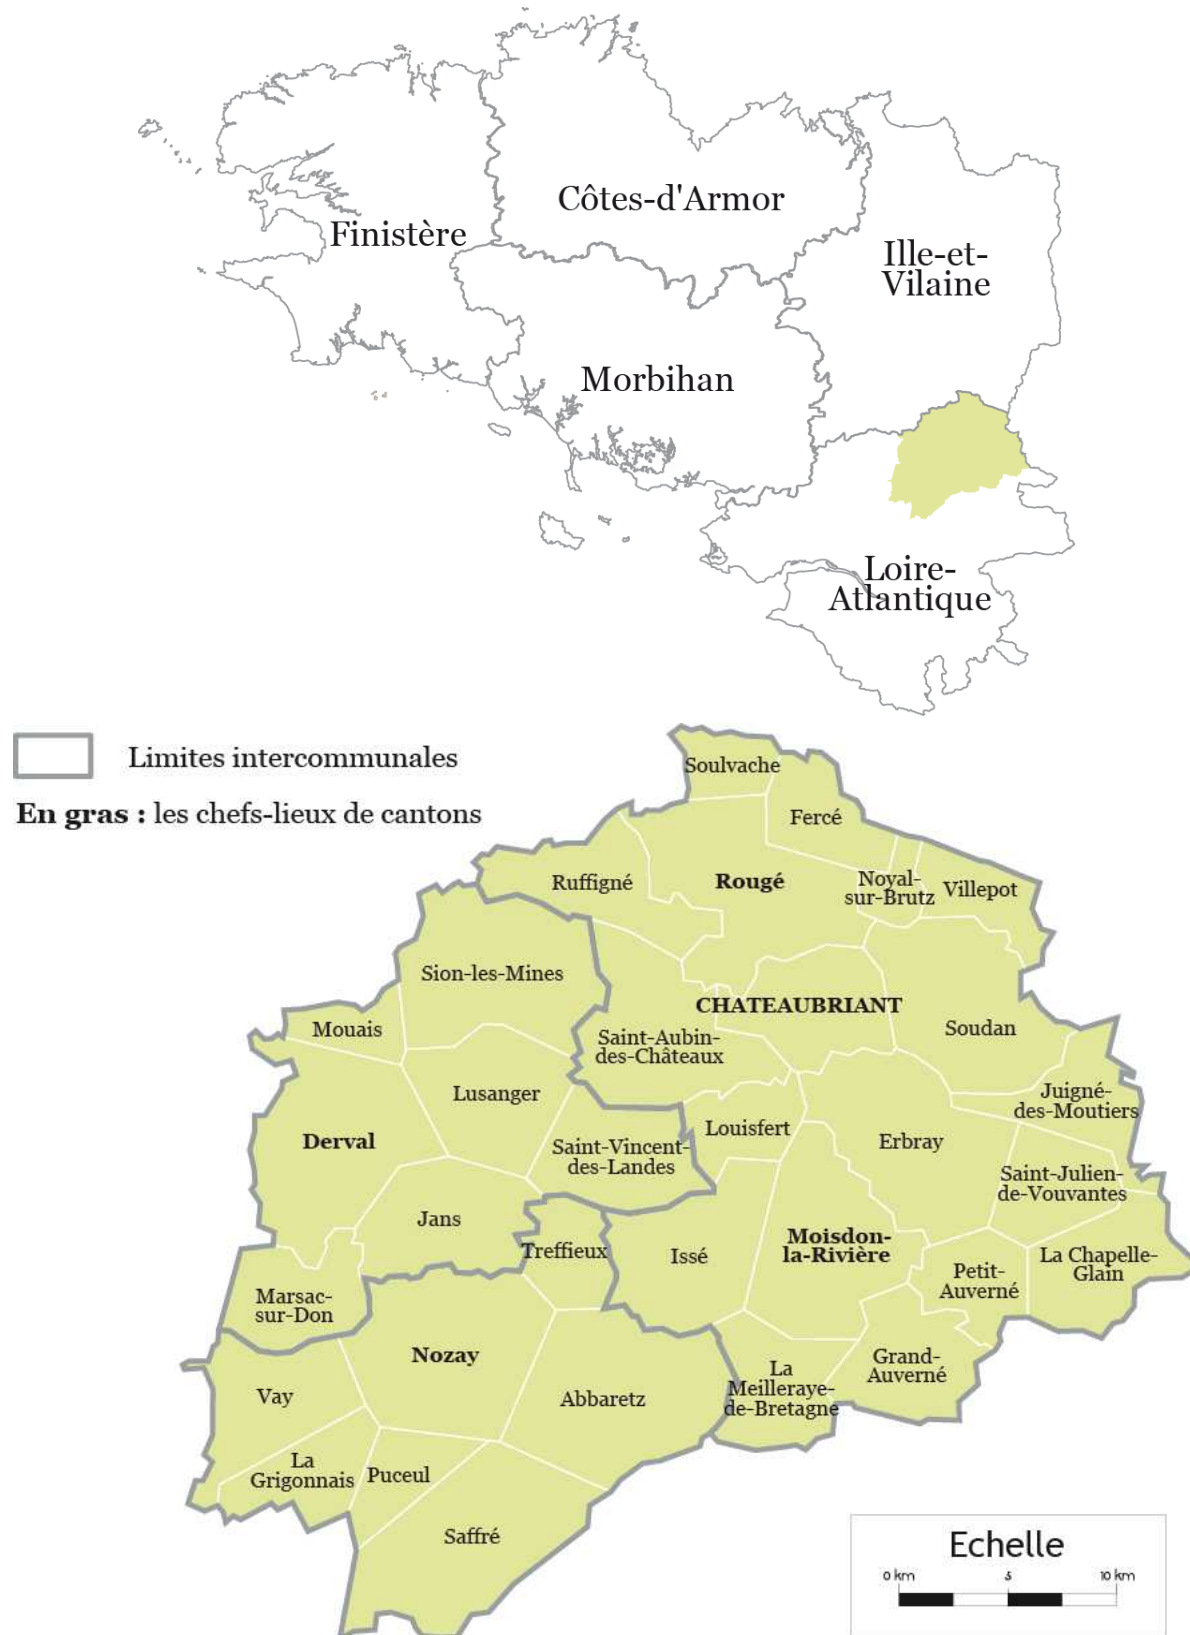 Côtes-d'Armor
Finistère
Ille-et-
Vilaine
Morbihan
Loire-
Atlantique
Limites intercommunales
En gras : les chefs-lieux de cantons
Soulvache
Fercé
Ruffigné
Rougé
Noyal-
sur-Brutz
Villepot
Sion-les-Mines
CHATEAUBRIANT
Mouais
Saint-Aubin-
des-Châteaux
Soudan
Lusanger
Juigné-
des-Moutiers
Derval
Louisfert
Erbray
Saint-Vincent-
des-Landes
Saint-Julien-
de-Vouvantes
Jans
Treffieux
Issé
Moisdon-
la-Rivière
Petit-
Auverné
La Chapelle-
Glain
Marsac-
sur-Don
Nozay
Grand-
Auverné
Vay
Abbaretz
La
Meilleraye-
de-Bretagne
La
Grigonnais
Puceul
Saffré
Echelle
0 km 5 10 km